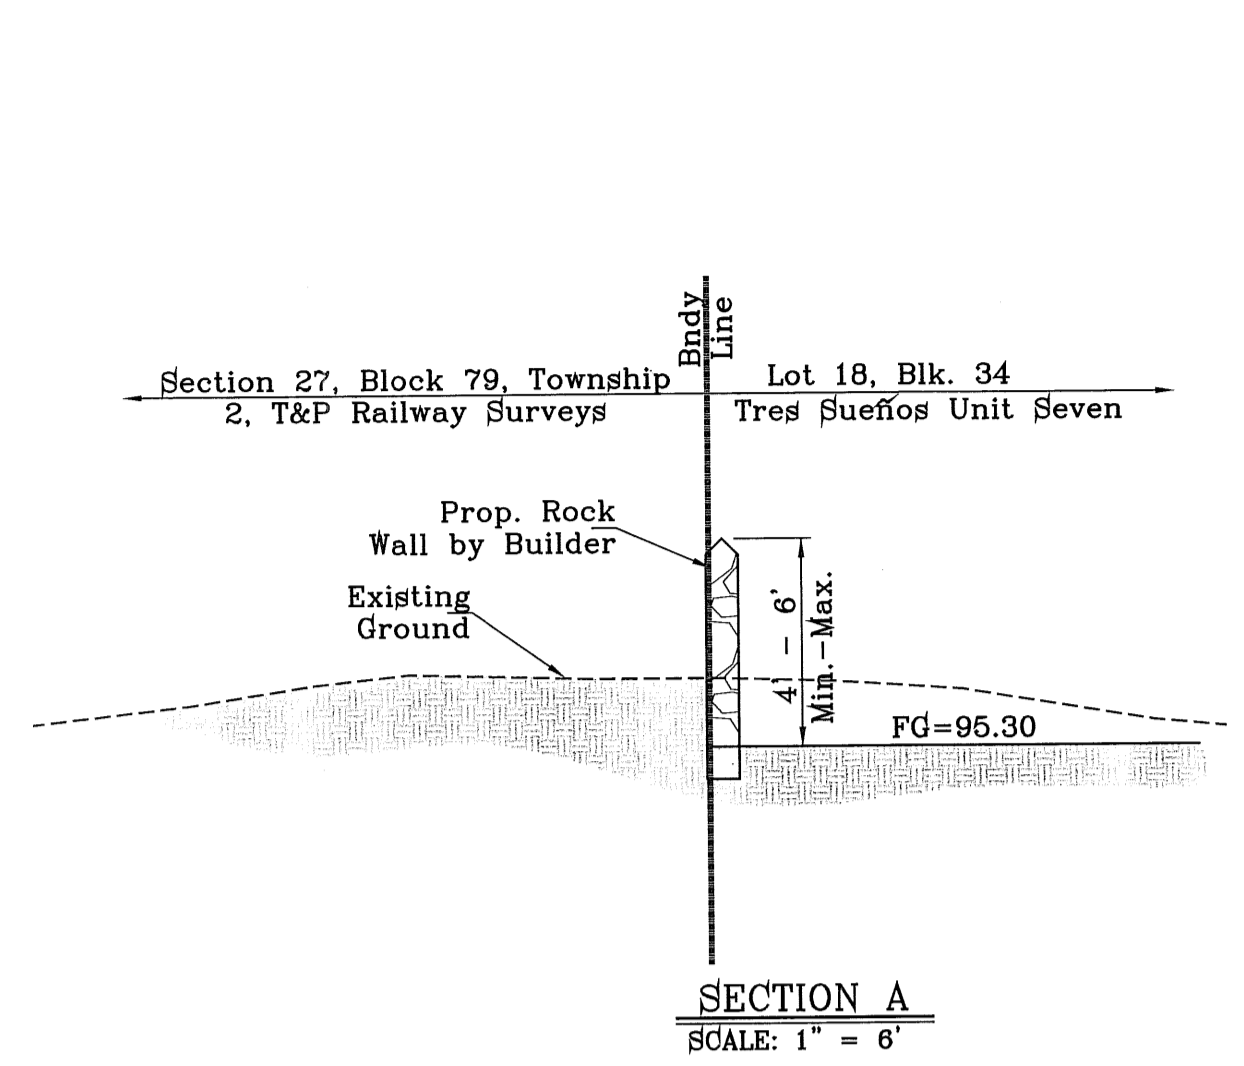 Bndy
Line
Section 27, Block 79, Township
2, T&P Railway Surveys
Lot 18, Blk. 34
Tres Sueños Unit Seven
Prop. Rock
Wall by Builder
Existing
Ground
4' - 6'
Min.-Max.
FG=95.30
SECTION A
SCALE: 1" = 6'